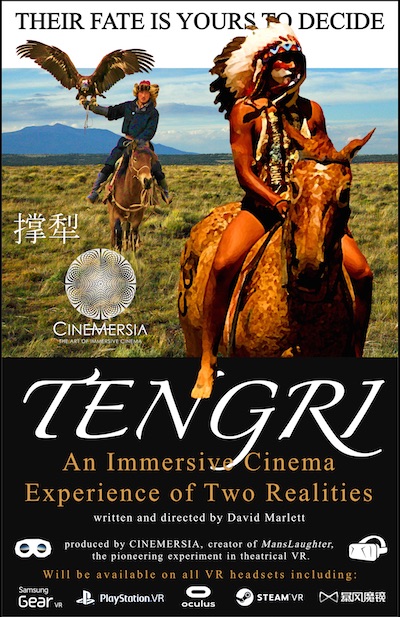 THEIR FATE IS YOURS TO DECIDE
撑犁
CINEMERSIA
THE ART OF IMMERSIVE CINEMA
TENGRI
An Immersive Cinema
Experience of Two Realities
written and directed by David Marlett
produced by CINEMERSIA, creator of MansLaughter,
the pioneering experiment in theatrical VR.
Will be available on all VR headsets including:
Samsung
Gear VR
PlayStation.VR
oculus
STEAM VR
暴风魔镜